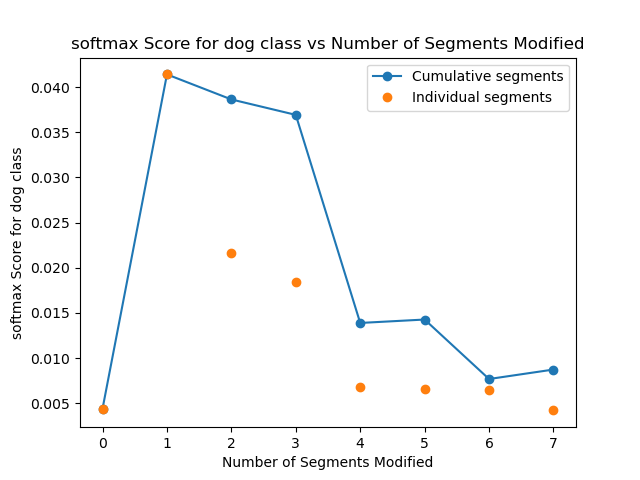 softmax Score for dog class vs Number of Segments Modified
Cumulative segments
Individual segments
softmax Score for dog class
0.040
0.035
0.030
0.025
0.020
0.015
0.010
0.005
0 1 2 3 4 5 6 7
Number of Segments Modified